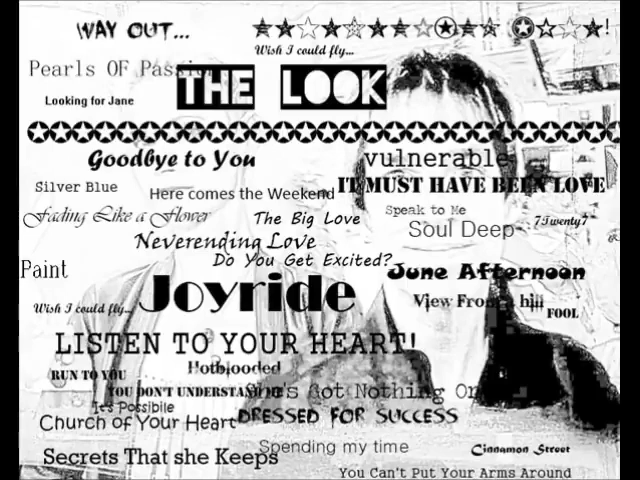 WAY OUT...
Wish I could fly...
Pearls OF Passion
THE LOOK
Looking for Jane
Goodbye to You
vulnerable
Silver Blue
Here comes the Weekend
IT MUST HAVE BEEN LOVE
Fading Like a Flower
The Big Love
Speak to Me
Soul Deep
7Twenty7
Neverending Love
Do You Get Excited?
Paint
June Afternoon
Joyride
Wish I could fly...
View From a hill
FOOL
LISTEN TO YOUR HEART!
Hotblooded
RUN TO YOU
YOU DON'T UNDERSTAND ME
She's Got Nothing On
It's Possibile
Church of Your Heart
DRESSED FOR SUCCESS
Spending my time
Cinnamon Street
Secrets That she Keeps
You Can't Put Your Arms Around